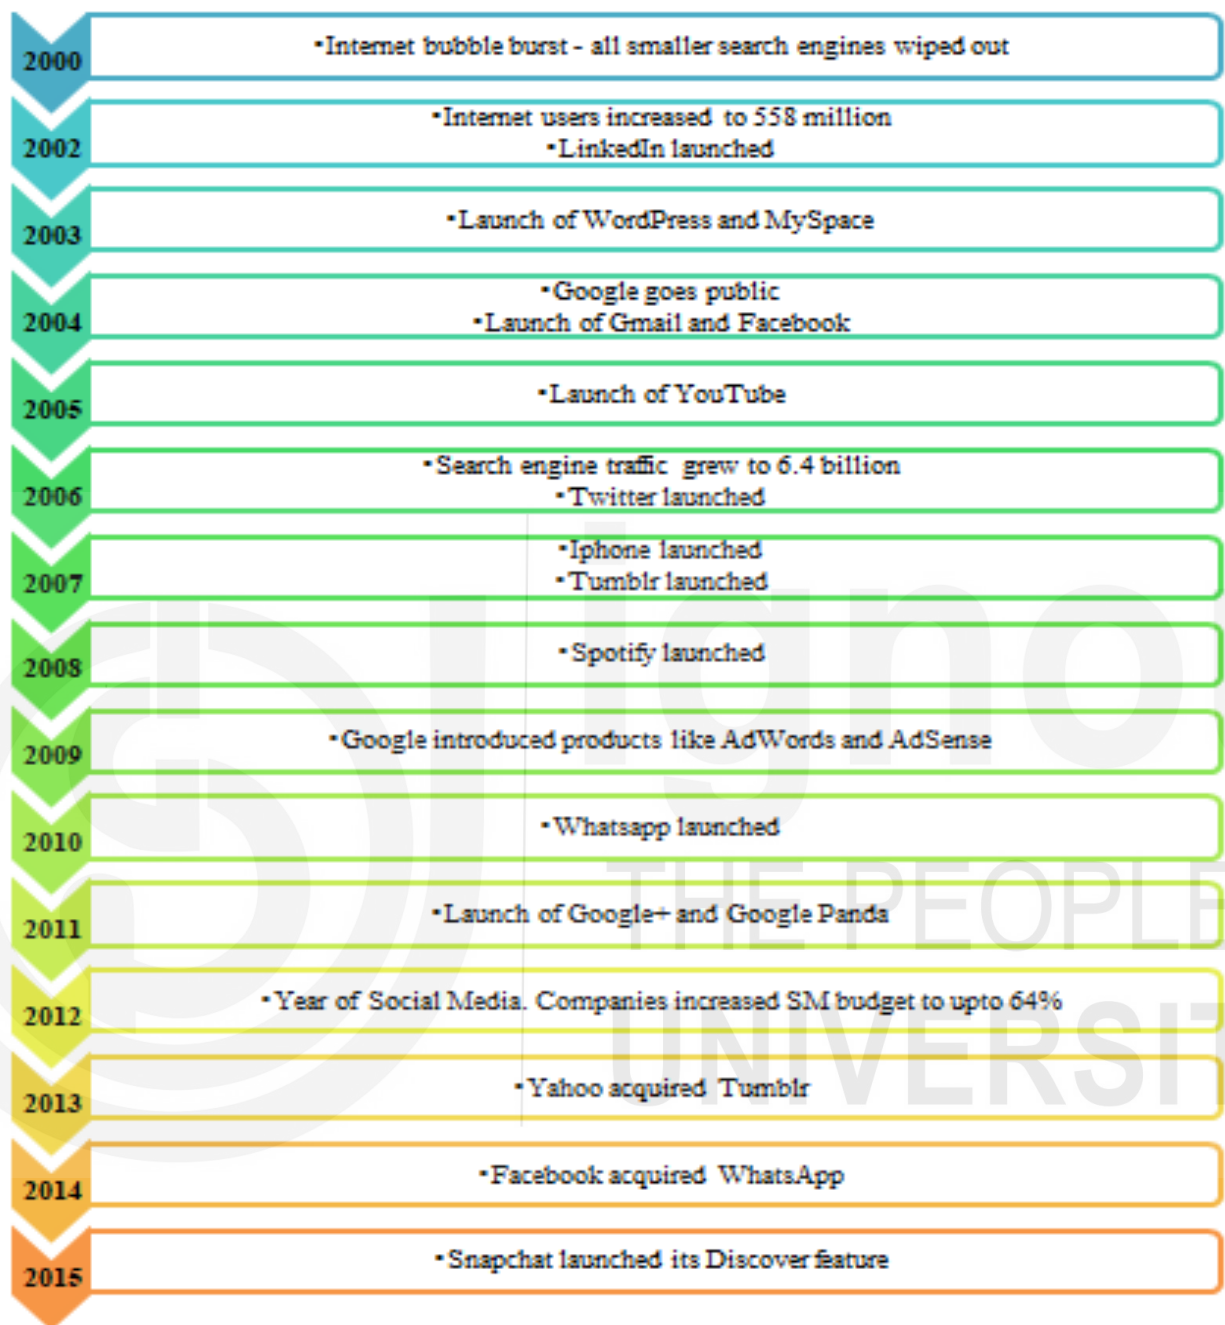 2000
▪Internet bubble burst - all smaller search engines wiped out
2002
▪Internet users increased to 558 million
▪LinkedIn launched
2003
▪Launch of WordPress and MySpace
2004
▪Google goes public
▪Launch of Gmail and Facebook
2005
▪Launch of YouTube
2006
▪Search engine traffic grew to 6.4 billion
▪Twitter launched
2007
▪Iphone launched
▪Tumblr launched
2008
▪Spotify launched
2009
▪Google introduced products like AdWords and AdSense
2010
▪Whatsapp launched
2011
▪Launch of Google+ and Google Panda
2012
▪Year of Social Media. Companies increased SM budget to upto 64%
2013
▪Yahoo acquired Tumblr
2014
▪Facebook acquired WhatsApp
2015
▪Snapchat launched its Discover feature
igno
THE PEOPLE
UNIVERSIT